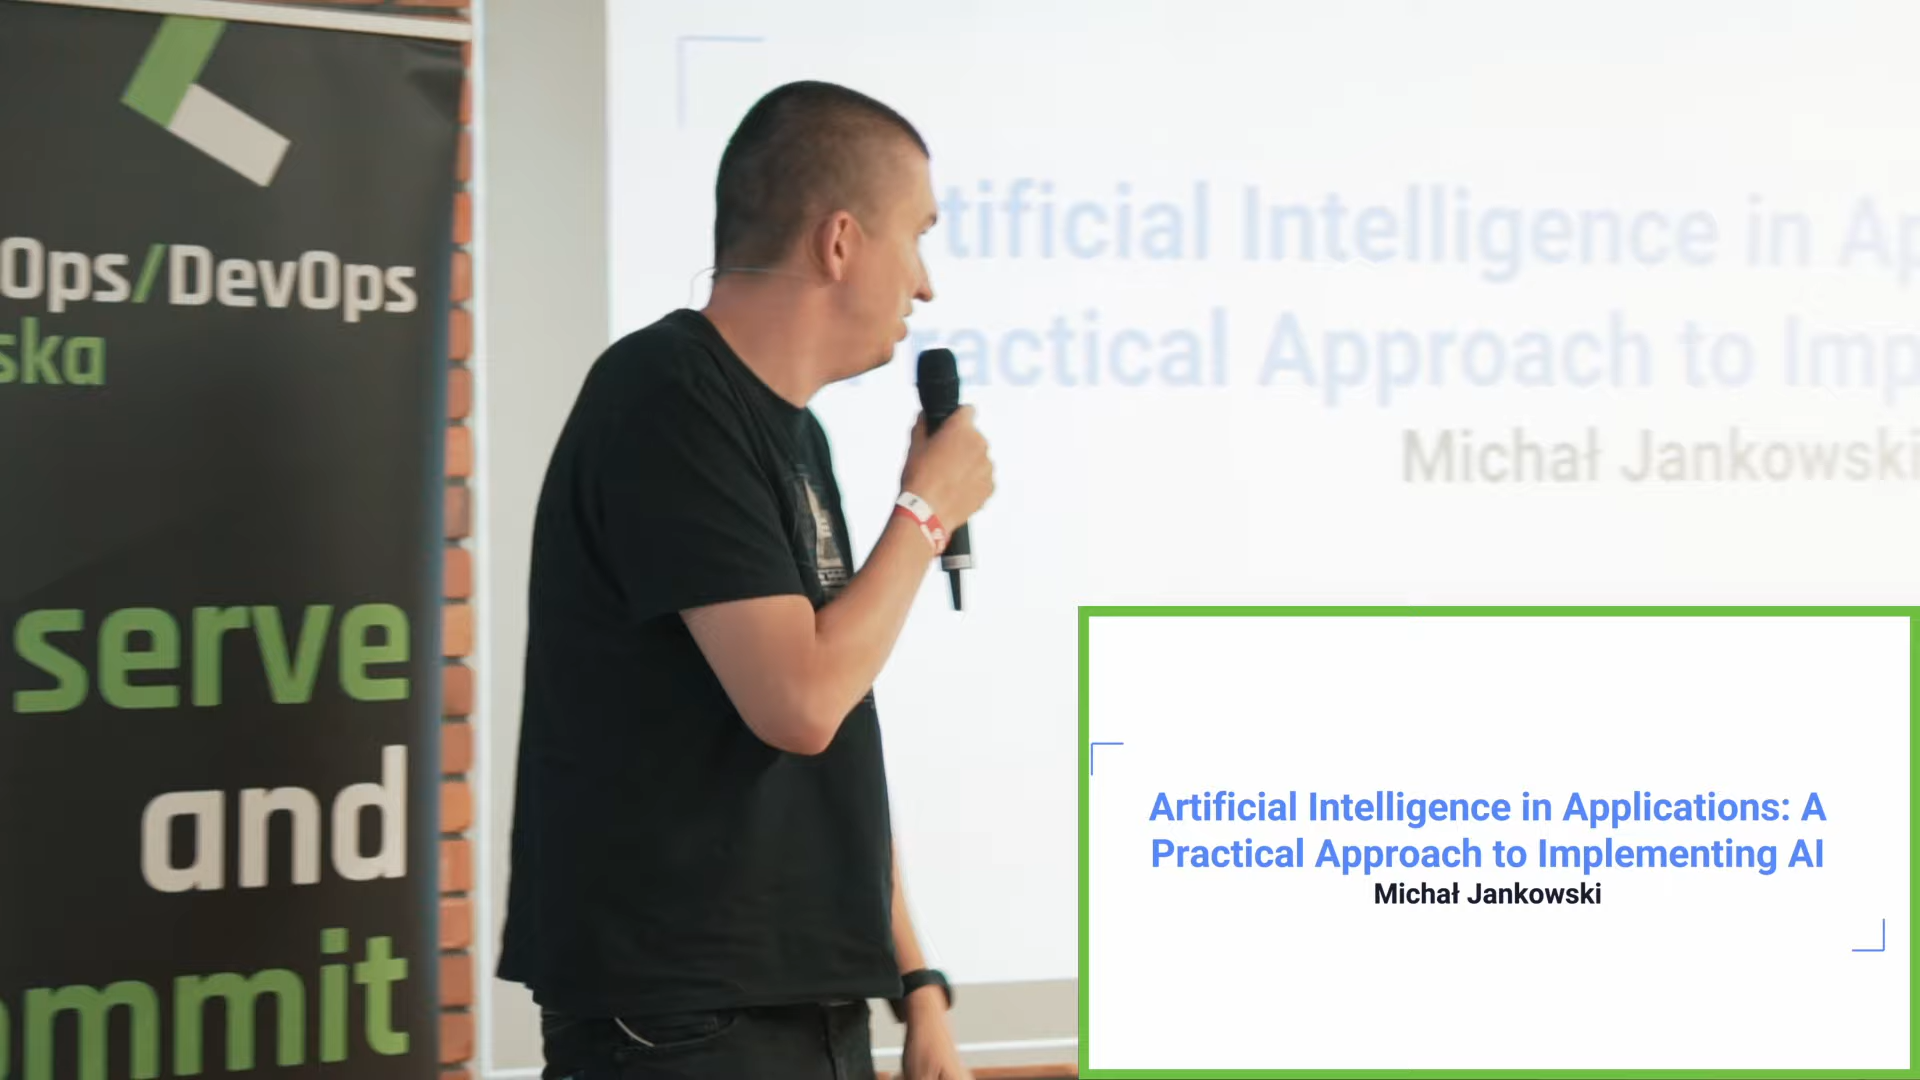 Ops/DevOps
ska
serve
and
mmit
tificial Intelligence in Ap
ractical Approach to Imp
Michał Jankowski
Artificial Intelligence in Applications: A
Practical Approach to Implementing AI
Michał Jankowski